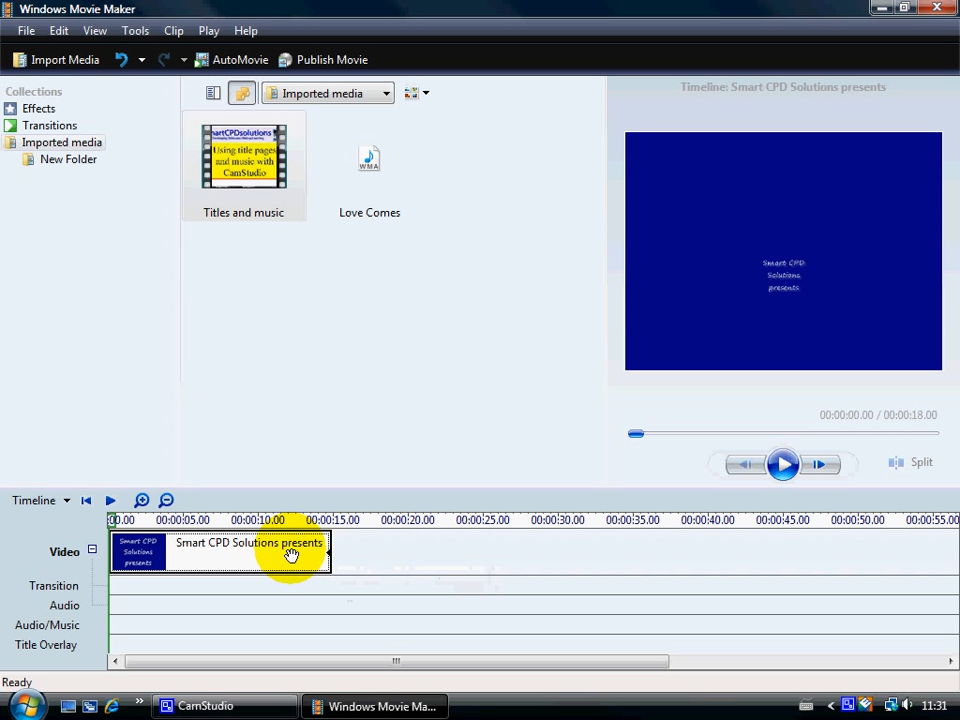 Windows Movie Maker
File Edit View Tools Clip Play Help
Import Media AutoMovie Publish Movie
Collections
Effects
Transitions
Imported media
New Folder
Imported media
SmartCPDsolutions
Using title pages
and music with
CamStudio
Titles and music
WMA
Love Comes
Timeline: Smart CPD Solutions presents
Smart CPD
Solutions
presents
00:00:00.00 / 00:00:18.00
Split
Timeline
:00.00 00:00:05.00 00:00:10.00 00:00:15.00 00:00:20.00 00:00:25.00 00:00:30.00 00:00:35.00 00:00:40.00 00:00:45.00 00:00:50.00 00:00:55.0
Video
Smart CPD
Solutions
presents
Smart CPD Solutions presents
Transition
Audio
Audio/Music
Title Overlay
Ready
CamStudio
Windows Movie Ma...
11:31